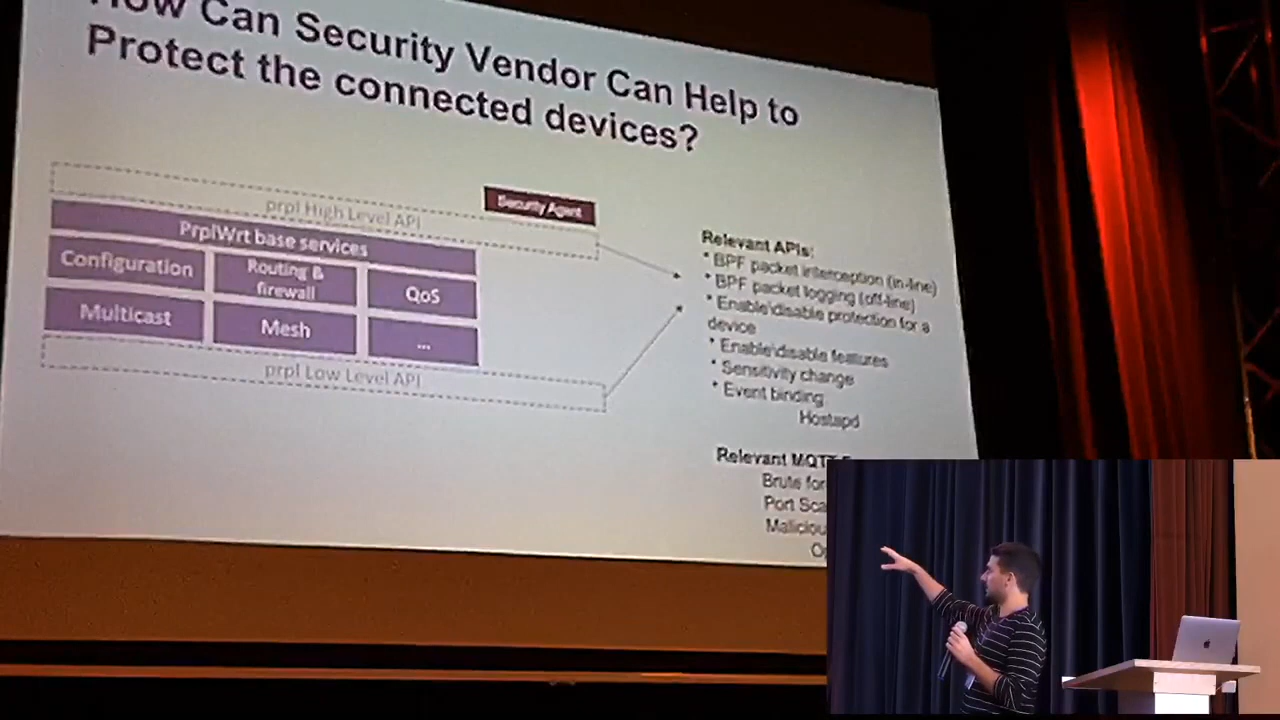 How Can Security Vendor Can Help to
Protect the connected devices?
prpl High Level API
Security Agent
PrplWrt base services
Configuration
Routing &
firewall
QoS
Multicast
Mesh
...
prpl Low Level API
Relevant APIs:
* BPF packet interception (in-line)
* BPF packet logging (off-line)
* Enable\disable protection for a
device
* Enable\disable features
* Sensitivity change
* Event binding
Hostapd
Relevant MQTT
Brute for
Port Sca
Maliciou